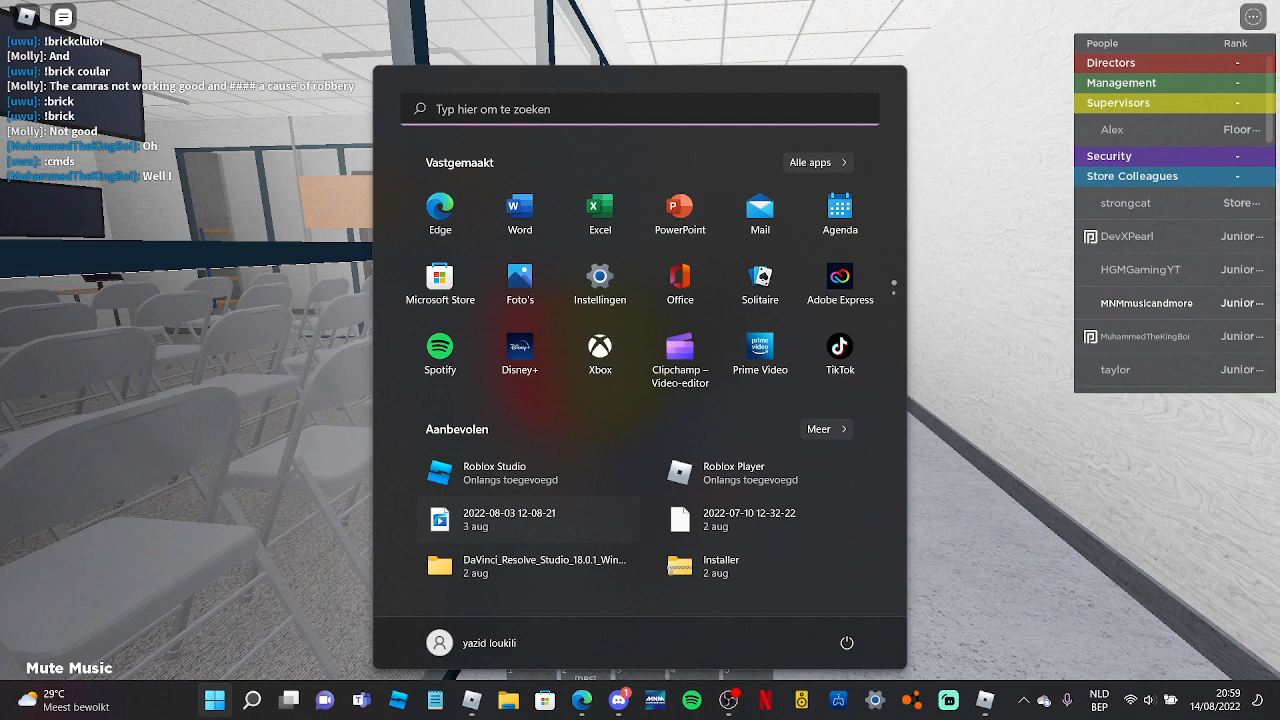 [uwu]: !brickclulor
[Molly]: And
[uwu]: !brick coular
[Molly]: The camras not working good and #### a cause of robbery
[uwu]: :brick
[uwu]: !brick
[Molly]: Not good
[MuhammedTheKingBoi]: Oh
[uwu]: :cmds
[MuhammedTheKingBoi]: Well I
People Rank
Directors -
Management -
Supervisors -
Alex Floor...
Security -
Store Colleagues -
strongcat Store...
DevXPearl Junior...
HGMGamingYT Junior...
MNMmusicandmore Junior...
MuhammedTheKingBoi Junior...
taylor Junior...
Typ hier om te zoeken
Vastgemaakt Alle apps
Edge Word Excel PowerPoint Mail Agenda
Microsoft Store Foto's Instellingen Office Solitaire Adobe Express
Disney+ prime video
Spotify Disney+ Xbox Clipchamp – Prime Video TikTok
Video-editor
Aanbevolen Meer
Roblox Studio Roblox Player
Onlangs toegevoegd Onlangs toegevoegd
2022-08-03 12-08-21 2022-07-10 12-32-22
3 aug 2 aug
DaVinci_Resolve_Studio_18.0.1_Win... Installer
2 aug 2 aug
yazid loukili
Mute Music
29°C
Meest bewolkt
1
NLD
BEP
20:59
14/08/2022